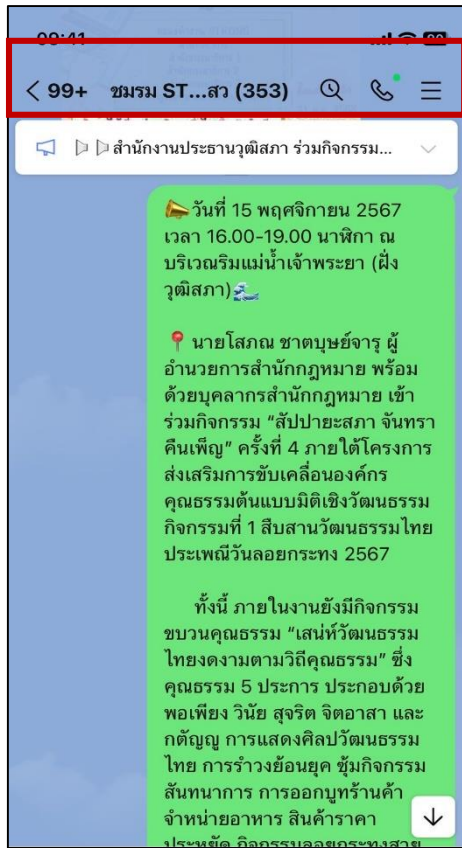 09:41
99+ ชมรม ST...สว (353)
สำนักงานประธานวุฒิสภา ร่วมกิจกรรม...
วันที่ 15 พฤศจิกายน 2567
เวลา 16.00-19.00 นาฬิกา ณ
บริเวณริมแม่น้ำเจ้าพระยา (ฝั่ง
วุฒิสภา)
นายโสภณ ชาตบุษย์จารุ ผู้
อำนวยการสำนักกฎหมาย พร้อม
ด้วยบุคลากรสำนักกฎหมาย เข้า
ร่วมกิจกรรม “สัปปายะสภา จันทรา
คืนเพ็ญ” ครั้งที่ 4 ภายใต้โครงการ
ส่งเสริมการขับเคลื่อนองค์กร
คุณธรรมต้นแบบมิติเชิงวัฒนธรรม
กิจกรรมที่ 1 สืบสานวัฒนธรรมไทย
ประเพณีวันลอยกระทง 2567
ทั้งนี้ ภายในงานยังมีกิจกรรม
ขบวนคุณธรรม “เสน่ห์วัฒนธรรม
ไทยงดงามตามวิถีคุณธรรม” ซึ่ง
คุณธรรม 5 ประการ ประกอบด้วย
พอเพียง วินัย สุจริต จิตอาสา และ
กตัญญู การแสดงศิลปวัฒนธรรม
ไทย การรำวงย้อนยุค ซุ้มกิจกรรม
สันทนาการ การออกบูทร้านค้า
จำหน่ายอาหาร สินค้าราคา
ประหยัด กิจกรรมลอยกระทงสาย